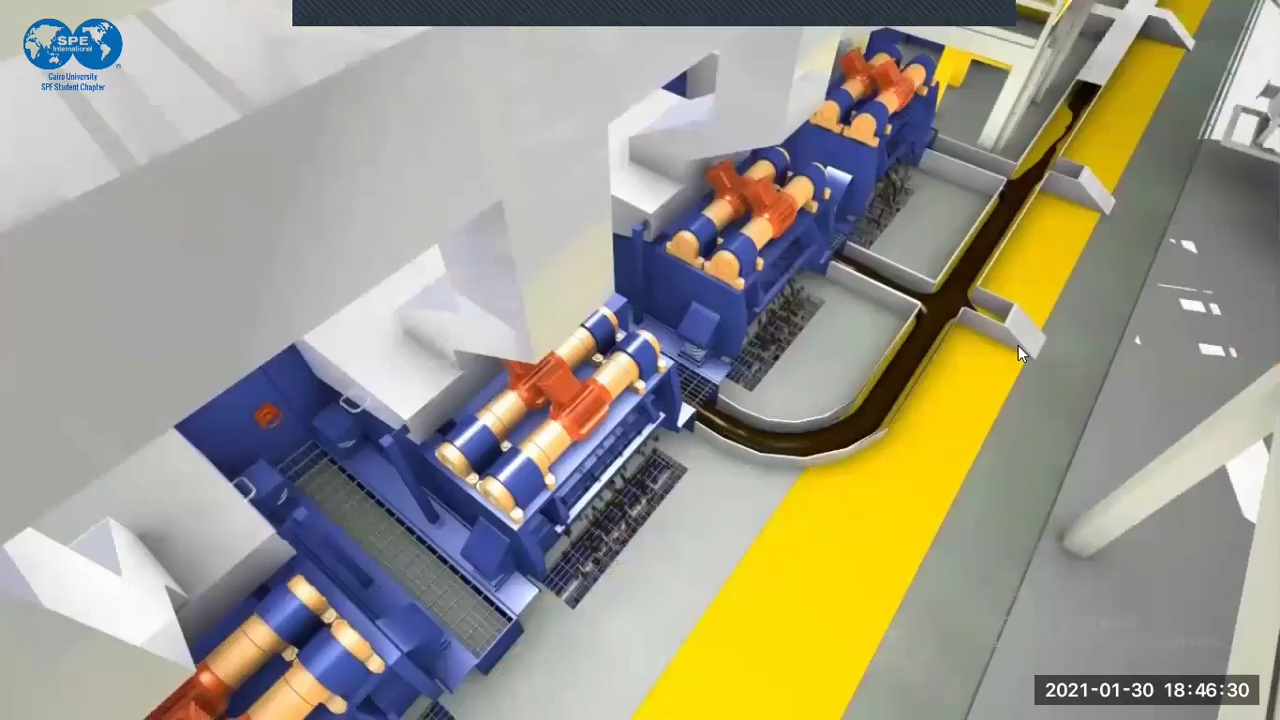 SPE
International
Cairo University
SPE Student Chapter
2021-01-30 18:46:30